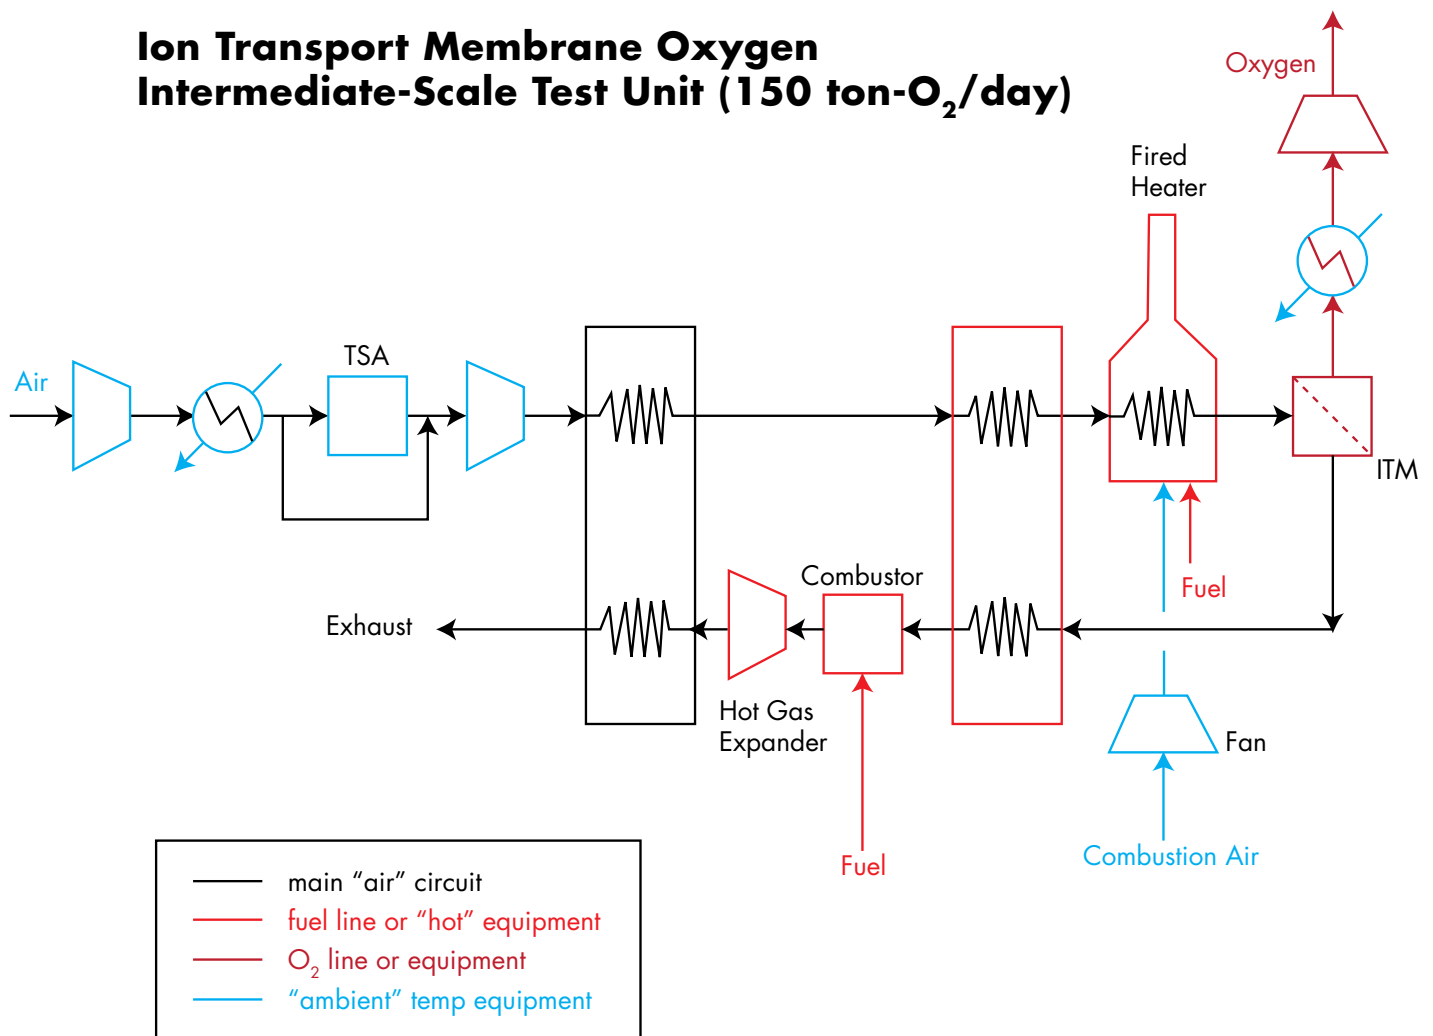 Ion Transport Membrane Oxygen
Intermediate-Scale Test Unit (150 ton-O2/day)
Oxygen
Fired
Heater
TSA
Air
ITM
Combustor
Fuel
Exhaust
Hot Gas
Expander
Fan
Fuel
Combustion Air
main “air” circuit
fuel line or “hot” equipment
O2 line or equipment
“ambient” temp equipment